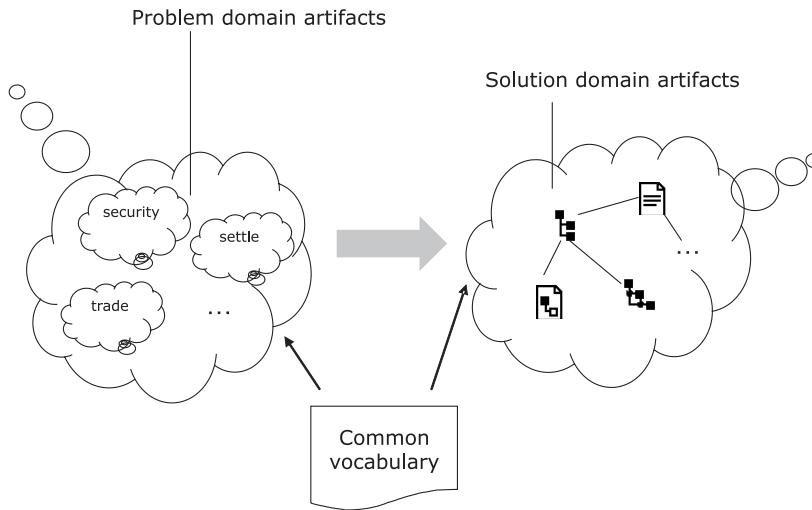 Problem domain artifacts
Solution domain artifacts
security
settle
trade
...
...
Common
vocabulary